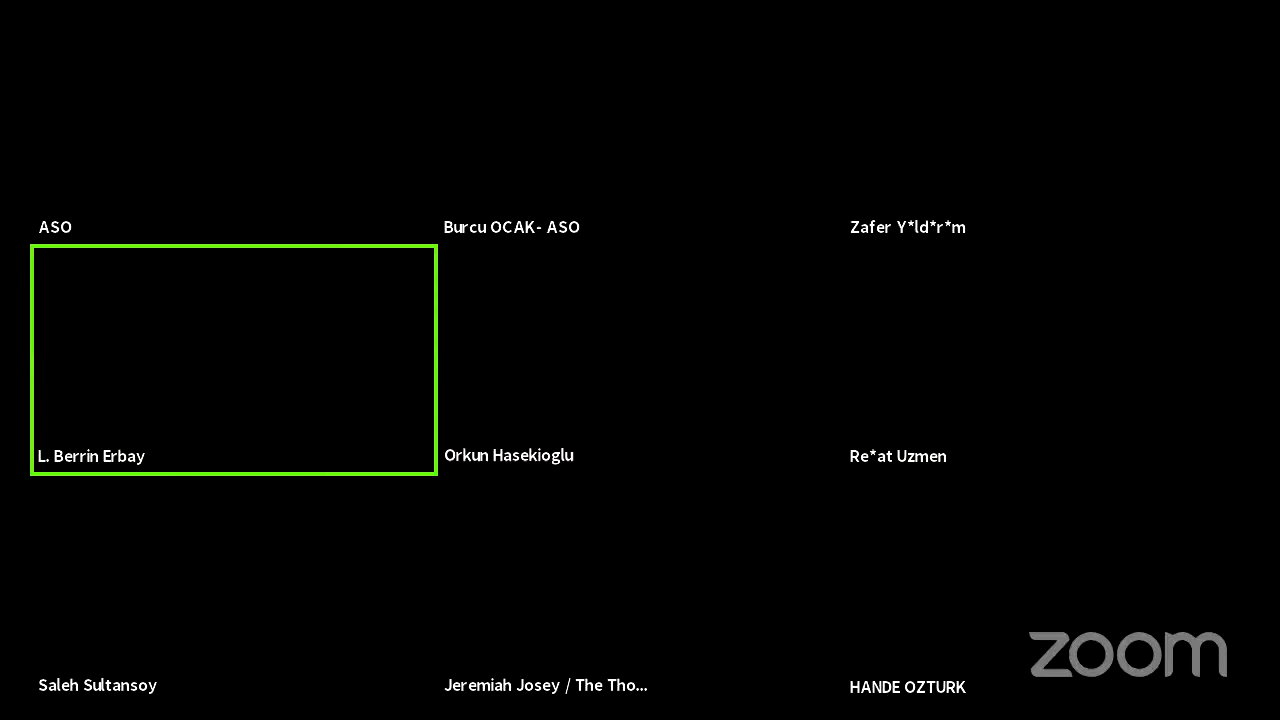 ASO
Burcu OCAK- ASO
Zafer Y*ld*r*m
L. Berrin Erbay
Orkun Hasekioglu
Re*at Uzmen
zoom
Saleh Sultansoy
Jeremiah Josey / The Tho...
HANDE OZTURK